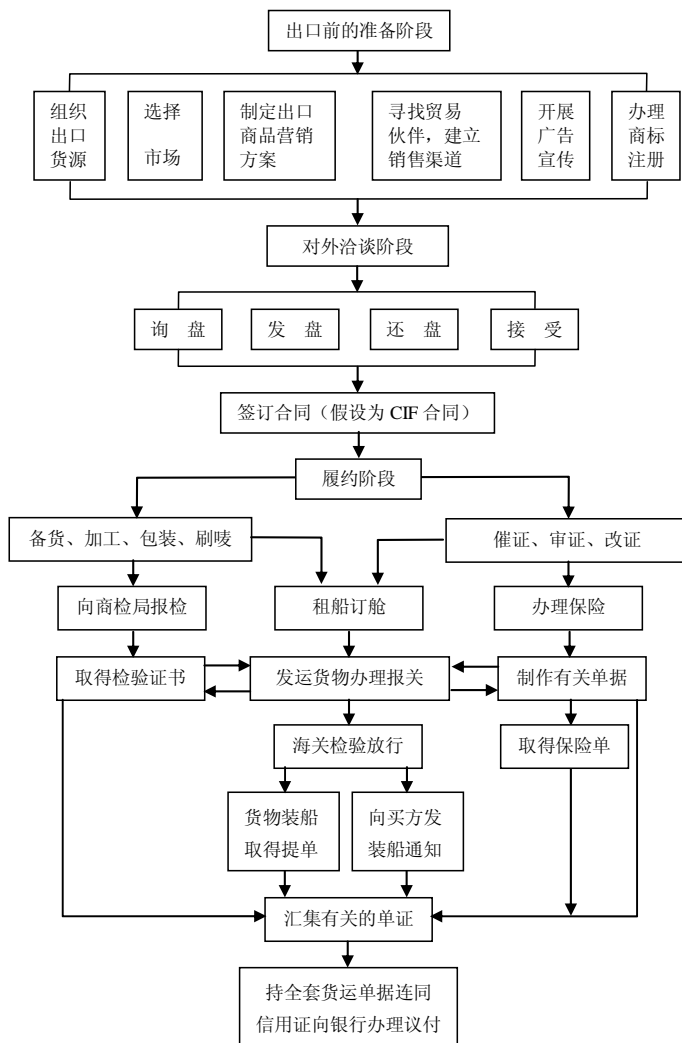 出口前的准备阶段
组织
出口
货源
选择
市场
制定出口
商品营销
方案
寻找贸易
伙伴，建立
销售渠道
开展
广告
宣传
办理
商标
注册
对外洽谈阶段
询　盘
发　盘
还　盘
接　受
签订合同（假设为 CIF 合同）
履约阶段
备货、加工、包装、刷唛
催证、审证、改证
向商检局报检
租船订舱
办理保险
取得检验证书
发运货物办理报关
制作有关单据
海关检验放行
取得保险单
货物装船
取得提单
向买方发
装船通知
汇集有关的单证
持全套货运单据连同
信用证向银行办理议付